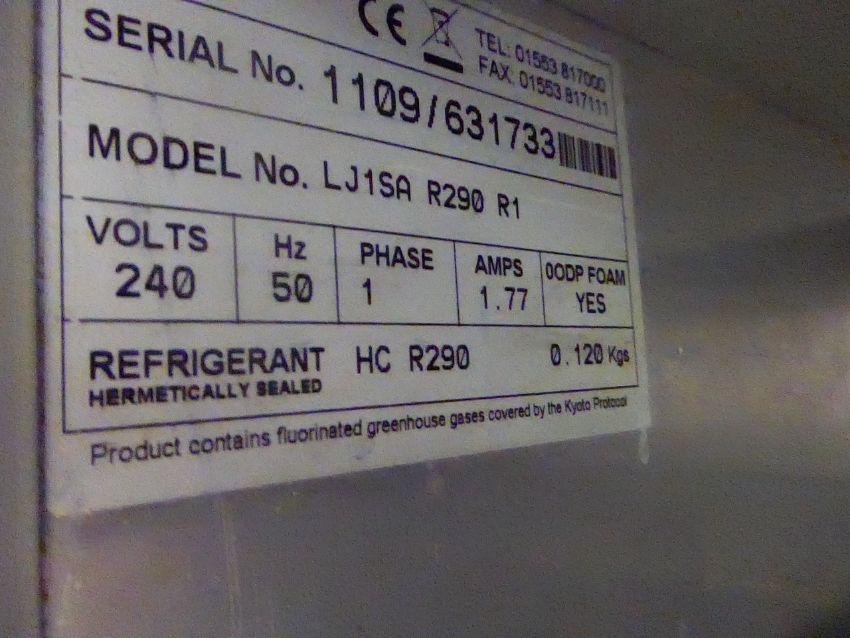 CE TEL: 01553 817000
FAX: 01553 817111
SERIAL No. 1109/631733
MODEL No. LJ1SA R290 R1
VOLTS Hz PHASE AMPS 0ODP FOAM
240 50 1 1.77 YES
REFRIGERANT HC R290 0.120 Kgs
HERMETICALLY SEALED
Product contains fluorinated greenhouse gases covered by the Kyoto Protocol